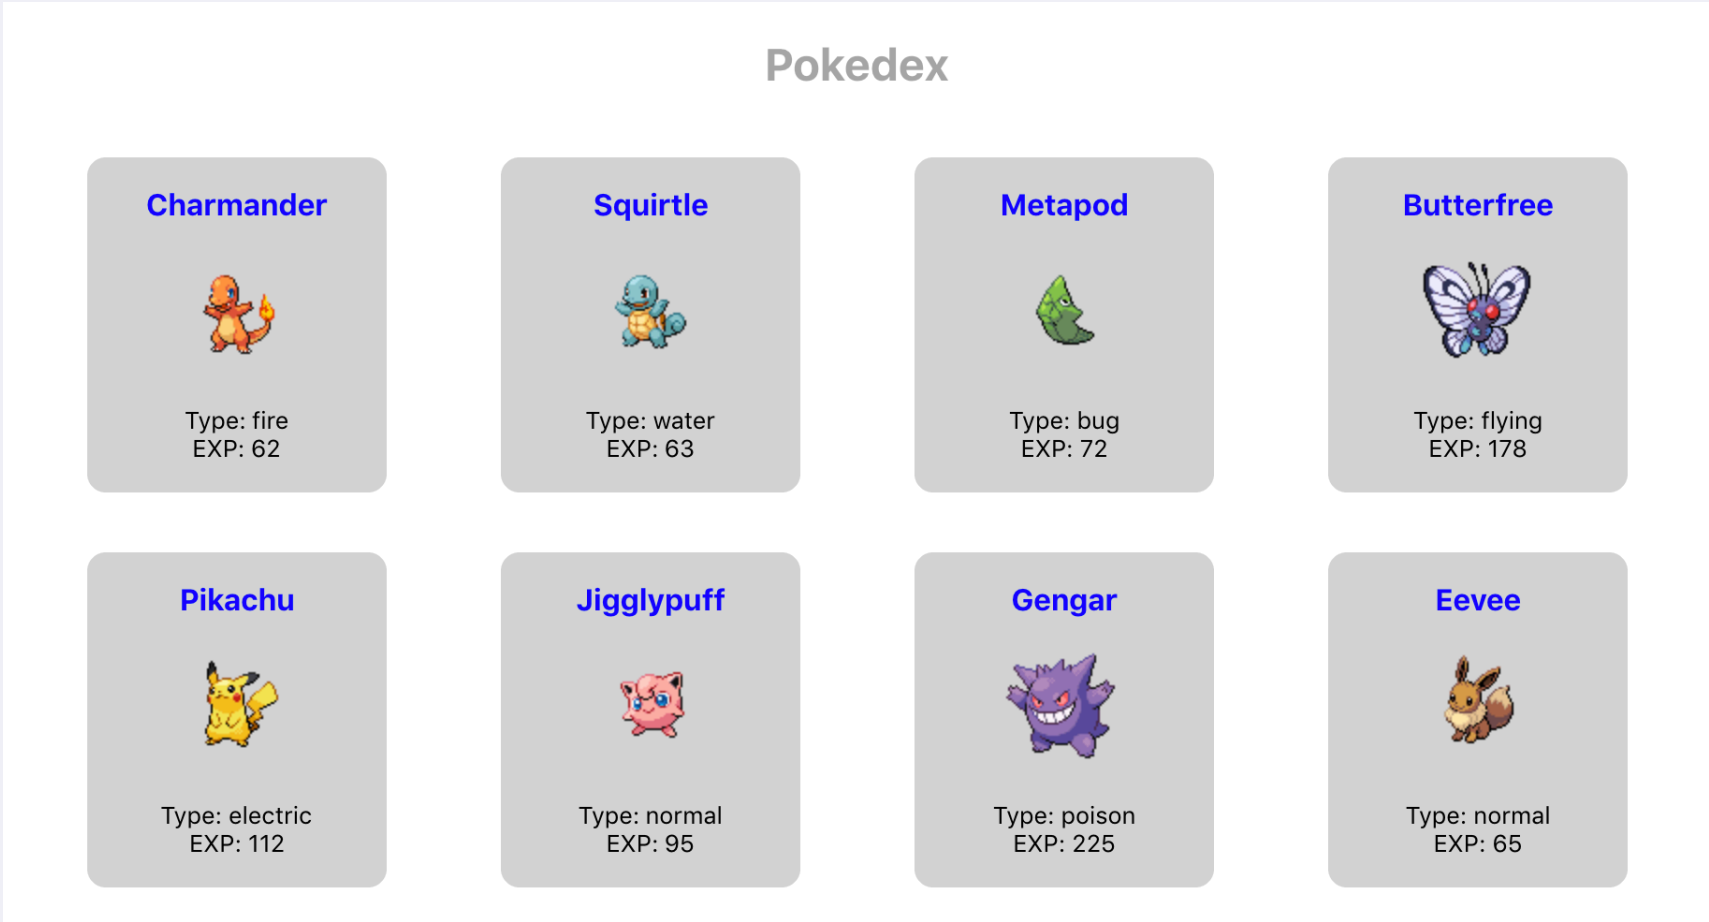 Pokedex
Charmander
Type: fire
EXP: 62
Squirtle
Type: water
EXP: 63
Metapod
Type: bug
EXP: 72
Butterfree
Type: flying
EXP: 178
Pikachu
Type: electric
EXP: 112
Jigglypuff
Type: normal
EXP: 95
Gengar
Type: poison
EXP: 225
Eevee
Type: normal
EXP: 65